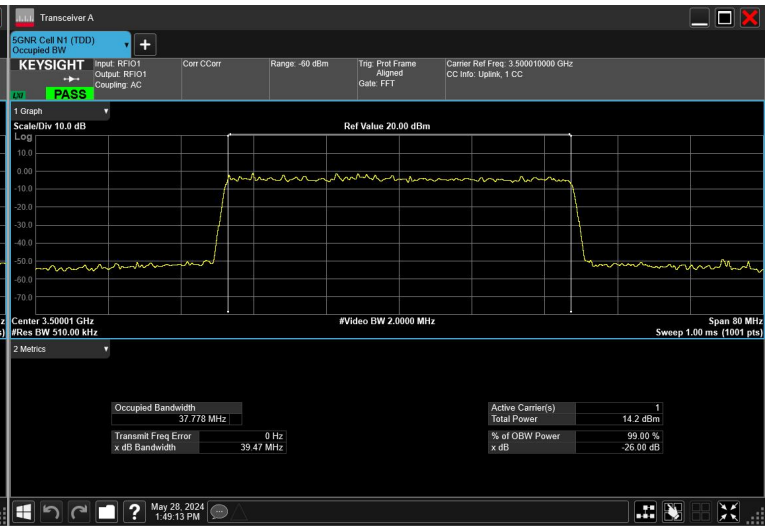 Transceiver A
5GNR Cell N1 (TDD)
Occupied BW
+
KEYSIGHT
LXI
PASS
Input: RFIO1
Output: RFIO1
Coupling: AC
Corr CCorr
Range: -60 dBm
Trig: Prot Frame
Aligned
Gate: FFT
Carrier Ref Freq: 3.500010000 GHz
CC Info: Uplink, 1 CC
1 Graph
Scale/Div 10.0 dB
Ref Value 20.00 dBm
Log
10.0
0.00
-10.0
-20.0
-30.0
-40.0
-50.0
-60.0
-70.0
z Center 3.50001 GHz
#Video BW 2.0000 MHz
Span 80 MHz
s) #Res BW 510.00 kHz
Sweep 1.00 ms (1001 pts)
2 Metrics
Occupied Bandwidth
37.778 MHz
Transmit Freq Error 0 Hz
x dB Bandwidth 39.47 MHz
Active Carrier(s) 1
Total Power 14.2 dBm
% of OBW Power 99.00 %
x dB -26.00 dB
?
May 28, 2024
1:49:13 PM